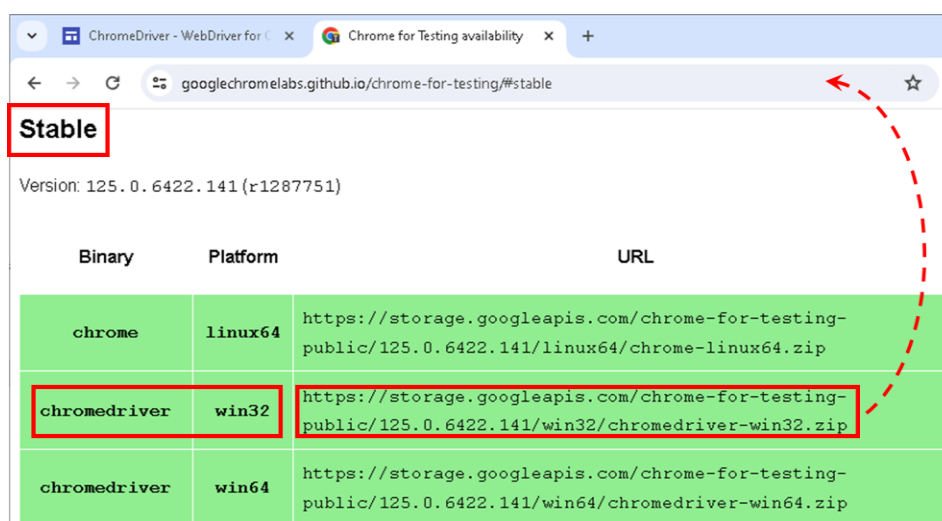 ChromeDriver - WebDriver for C
Chrome for Testing availability
googlechromelabs.github.io/chrome-for-testing/#stable
Stable
Version: 125.0.6422.141 (r1287751)
Binary Platform URL
chrome linux64 https://storage.googleapis.com/chrome-for-testing-
public/125.0.6422.141/linux64/chrome-linux64.zip
chromedriver win32 https://storage.googleapis.com/chrome-for-testing-
public/125.0.6422.141/win32/chromedriver-win32.zip
chromedriver win64 https://storage.googleapis.com/chrome-for-testing-
public/125.0.6422.141/win64/chromedriver-win64.zip